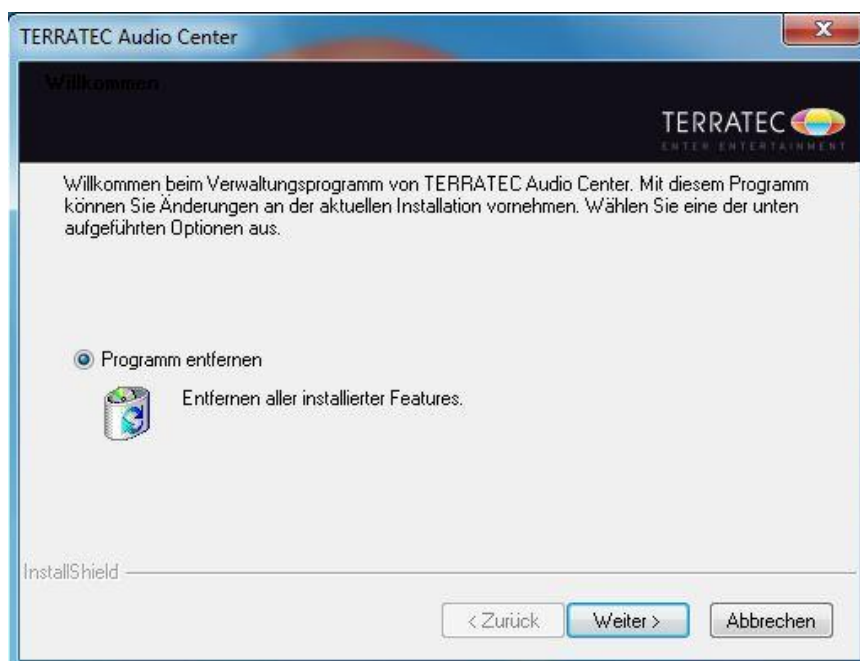 TERRATEC Audio Center
Willkommen
TERRATEC
ENTER ENTERTAINMENT
Willkommen beim Verwaltungsprogramm von TERRATEC Audio Center. Mit diesem Programm
können Sie Änderungen an der aktuellen Installation vornehmen. Wählen Sie eine der unten
aufgeführten Optionen aus.
Programm entfernen
Entfernen aller installierter Features.
InstallShield
< Zurück
Weiter >
Abbrechen